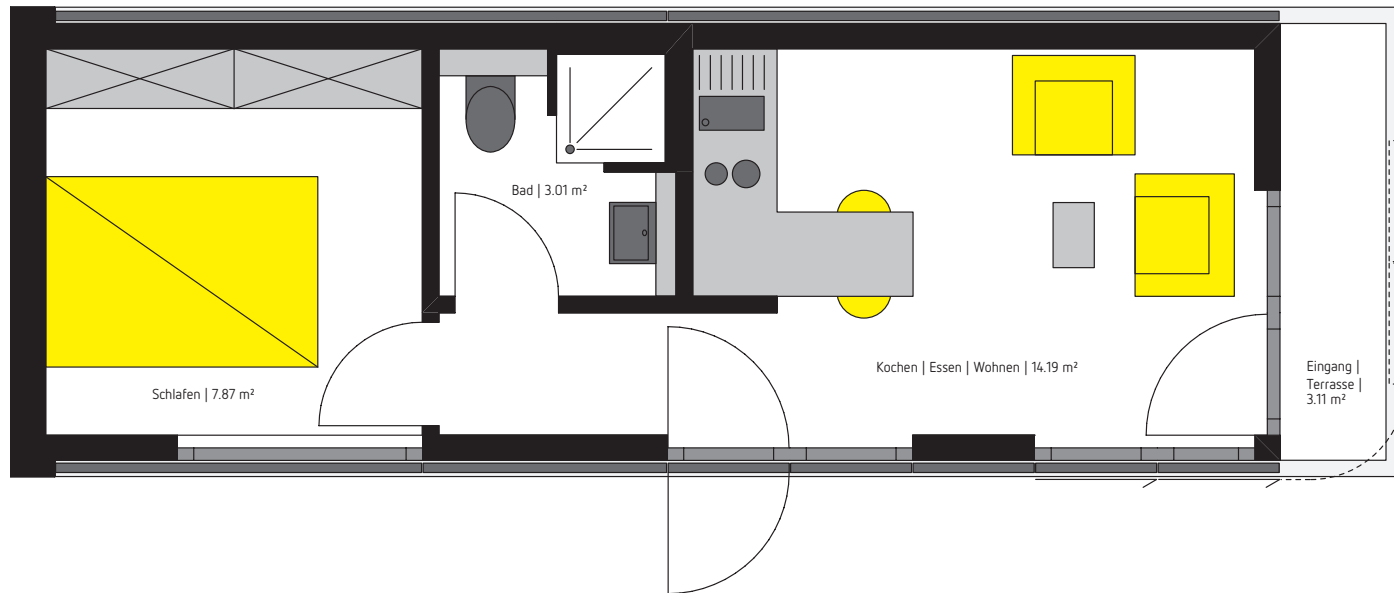 Bad | 3.01 m²
Schlafen | 7.87 m²
Kochen | Essen | Wohnen | 14.19 m²
Eingang |
Terrasse |
3.11 m²